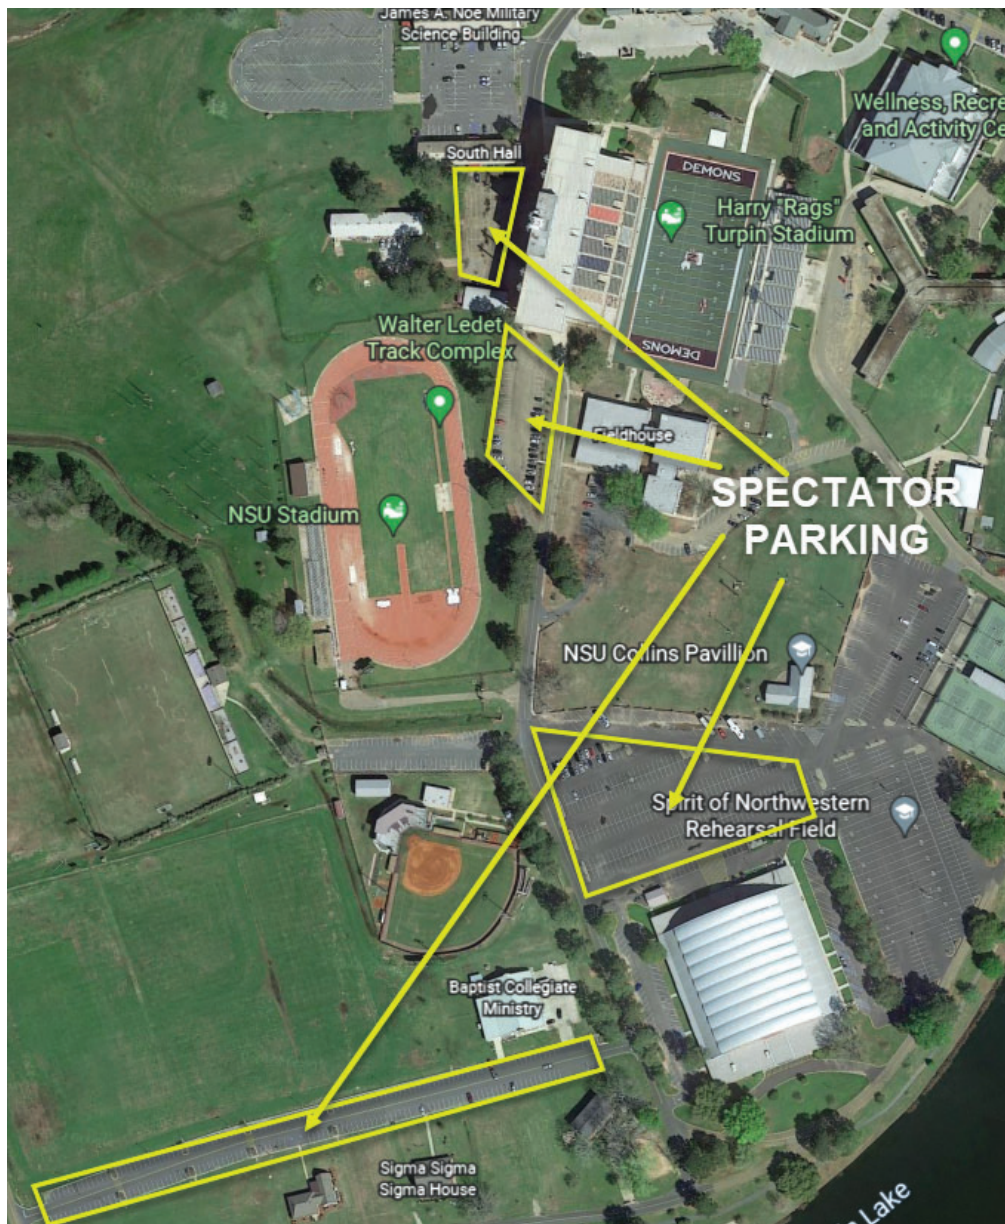 James A. Noe Military
Science Building
Wellness, Recre
and Activity Ce
South Hall
DEMONS
Harry "Rags"
Turpin Stadium
Walter Ledet
Track Complex
DEMONS
Fieldhouse
SPECTATOR
PARKING
NSU Stadium
NSU Collins Pavillion
Spirit of Northwestern
Rehearsal Field
Baptist Collegiate
Ministry
Sigma Sigma
Sigma House
Lake